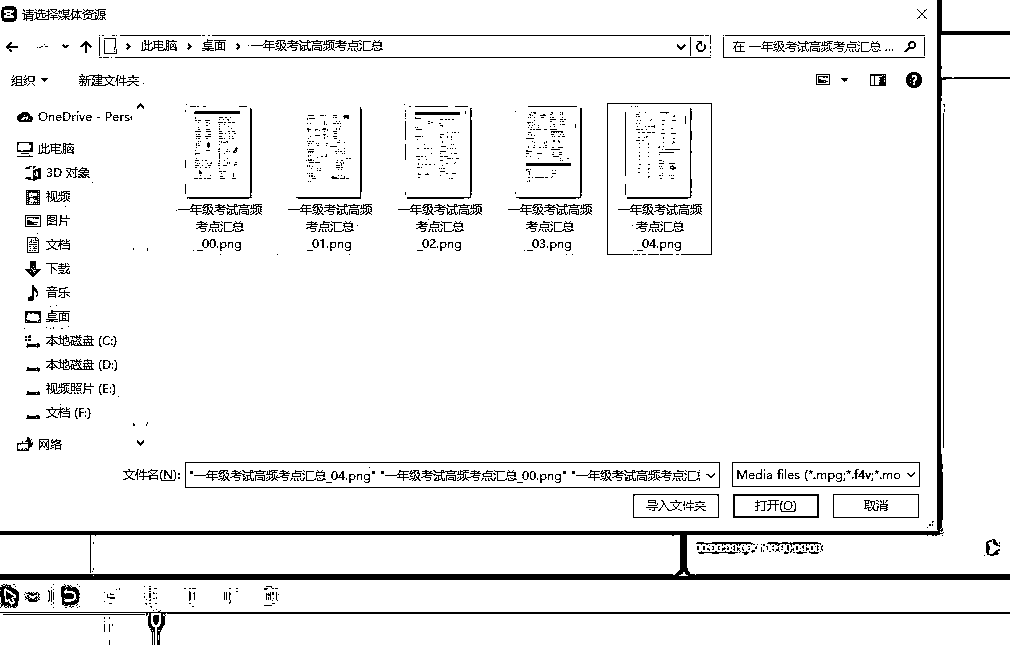 请选择媒体资源
此电脑 › 桌面 › 一年级考试高频考点汇总
在 一年级考试高频考点汇总 ...
组织
新建文件夹
OneDrive - Pers
此电脑
3D 对象
视频
图片
文档
下载
音乐
桌面
本地磁盘 (C:)
本地磁盘 (D:)
视频照片 (E:)
文档 (F:)
网络
一年级考试高频考点汇总_00.png
一年级考试高频考点汇总_01.png
一年级考试高频考点汇总_02.png
一年级考试高频考点汇总_03.png
一年级考试高频考点汇总_04.png
文件名(N):
"一年级考试高频考点汇总_04.png" "一年级考试高频考点汇总_00.png" "一年级考试高频考点汇总
Media files (*.mpg;*.f4v;*.mo
导入文件夹
打开(O)
取消